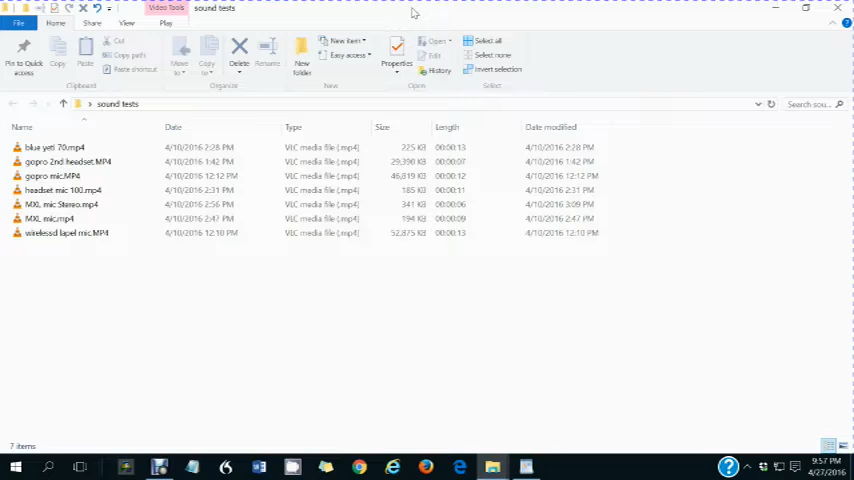 Video Tools sound tests
File Home Share View Play
Pin to Quick access
Copy
Paste
Cut
Copy path
Paste shortcut
Clipboard
Move to
Copy to
Delete
Rename
Organize
New folder
New item
Easy access
New
Properties
Open
Edit
History
Open
Select all
Select none
Invert selection
Select
sound tests Search sou...
Name Date Type Size Length Date modified
blue yeti 70.mp4 4/10/2016 2:28 PM VLC media file (.mp4) 225 KB 00:00:13 4/10/2016 2:28 PM
gopro 2nd headset.MP4 4/10/2016 1:42 PM VLC media file (.mp4) 29,390 KB 00:00:07 4/10/2016 1:42 PM
gopro mic.MP4 4/10/2016 12:12 PM VLC media file (.mp4) 46,819 KB 00:00:12 4/10/2016 12:12 PM
headset mic 100.mp4 4/10/2016 2:31 PM VLC media file (.mp4) 185 KB 00:00:11 4/10/2016 2:31 PM
MXL mic Stereo.mp4 4/10/2016 2:56 PM VLC media file (.mp4) 341 KB 00:00:06 4/10/2016 3:09 PM
MXL mic.mp4 4/10/2016 2:47 PM VLC media file (.mp4) 194 KB 00:00:09 4/10/2016 2:47 PM
wirelessd lapel mic.MP4 4/10/2016 12:10 PM VLC media file (.mp4) 52,875 KB 00:00:13 4/10/2016 12:10 PM
7 items
9:57 PM
4/27/2016